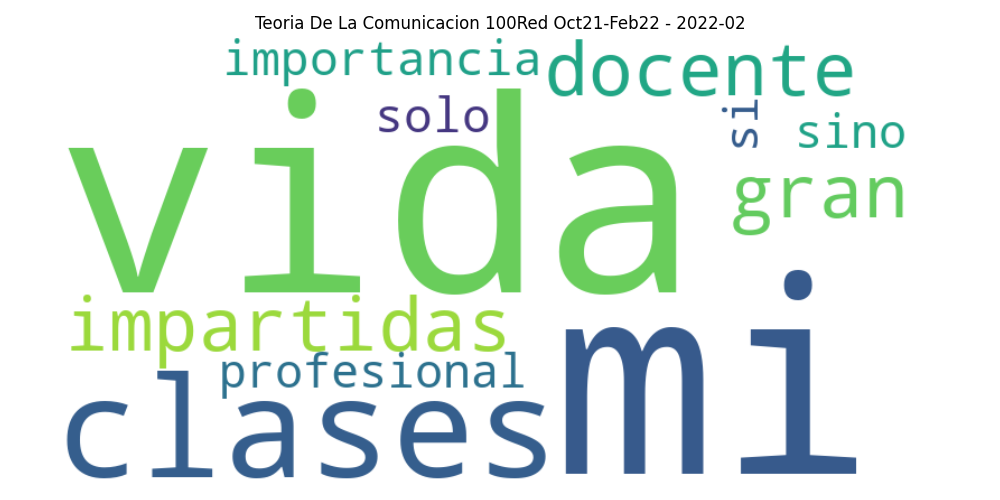 Teoria De La Comunicacion 100Red Oct21-Feb22 - 2022-02
importancia
docente
solo
si
sino
vida
gran
impartidas
mi
profesional
clases